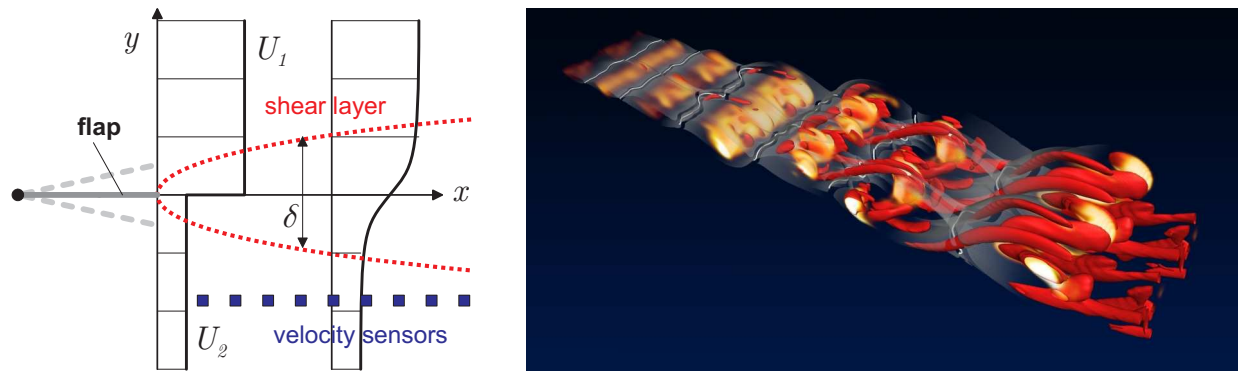 y
U1
shear layer
flap
x
δ
velocity sensors
U2